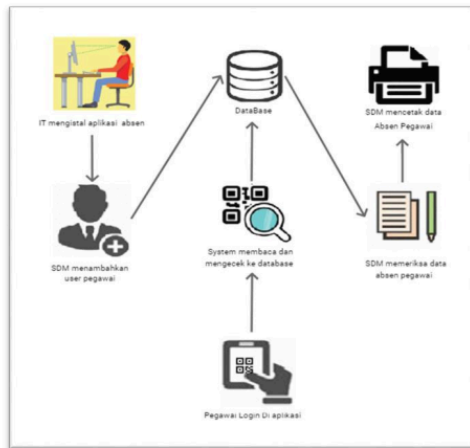 IT mengistal aplikasi absen
DataBase
SDM mencetak data
Absen Pegawai
SDM menambahkan
user pegawai
System membaca dan
mengecek ke database
SDM memeriksa data
absen pegawai
Pegawai Login Di aplikasi